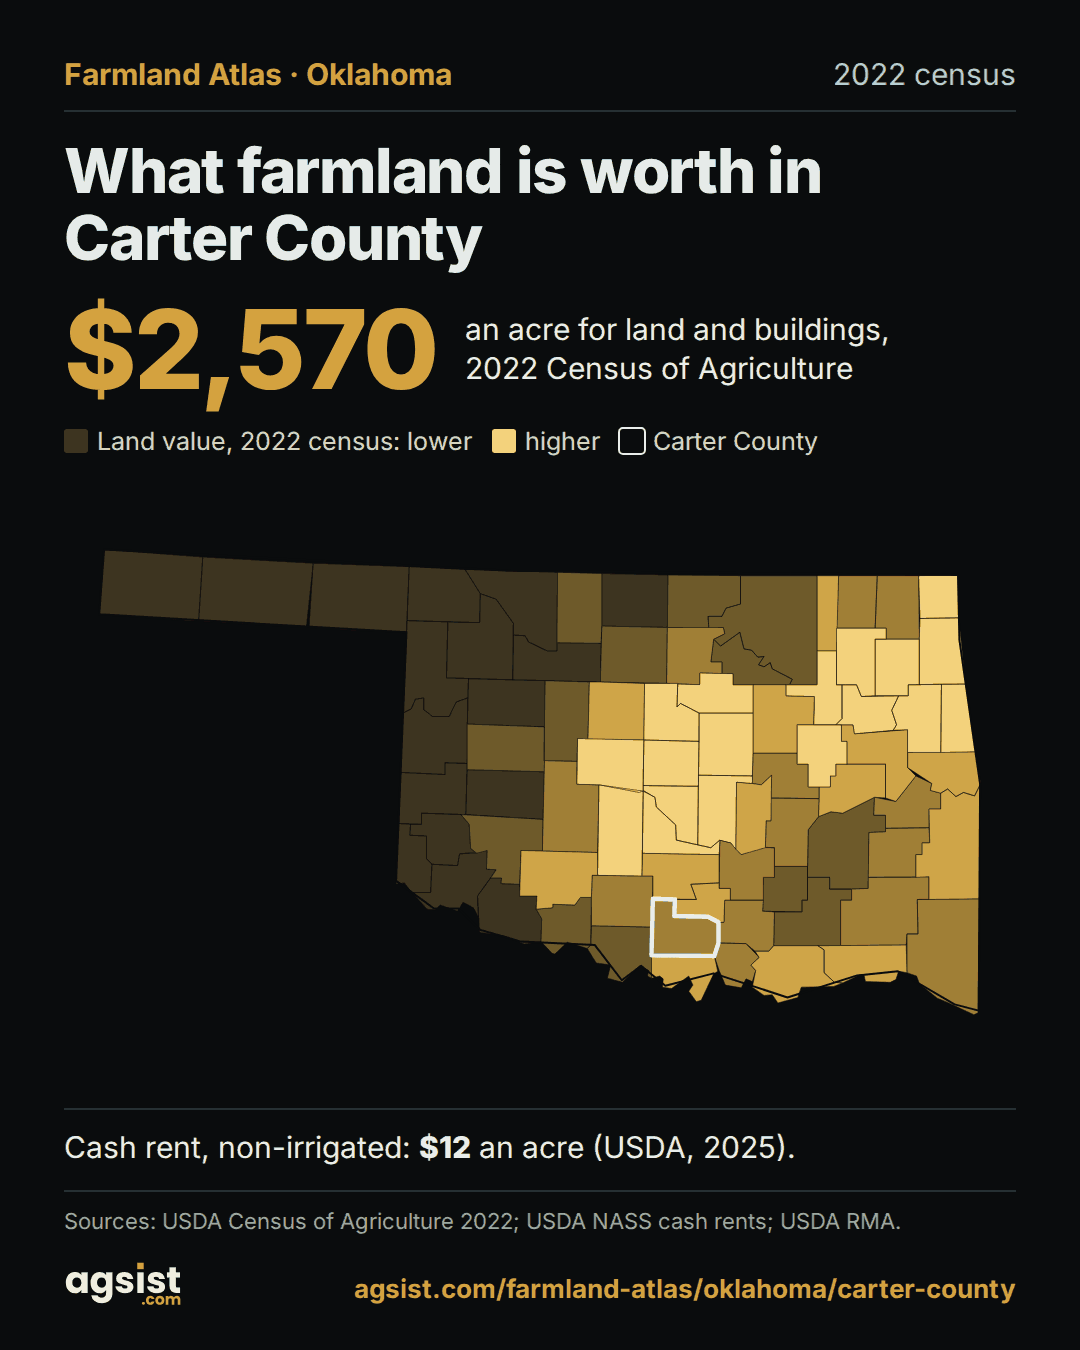 Farmland Atlas · Oklahoma
2022 census
What farmland is worth in
Carter County
$2,570
an acre for land and buildings,
2022 Census of Agriculture
Land value, 2022 census: lower
higher
Carter County
Cash rent, non-irrigated: $12 an acre (USDA, 2025).
Sources: USDA Census of Agriculture 2022; USDA NASS cash rents; USDA RMA.
agsist
.com
agsist.com/farmland-atlas/oklahoma/carter-county